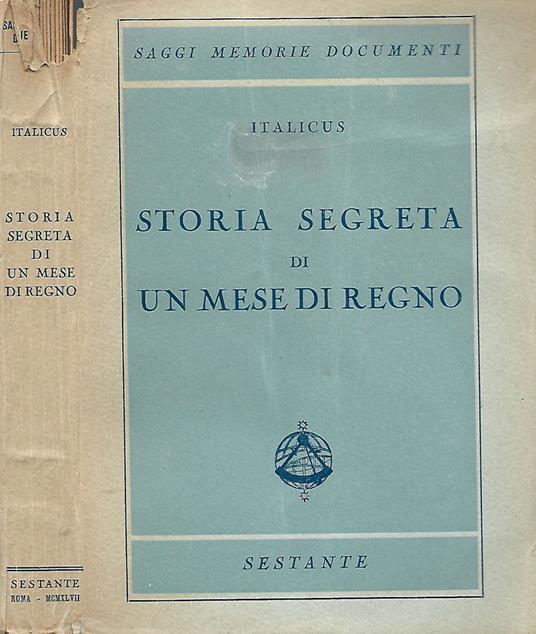 SAGGI MEMORIE DOCUMENTI
ITALICUS
STORIA SEGRETA
DI
UN MESE DI REGNO
SESTANTE
ITALICUS
STORIA
SEGRETA
DI
UN MESE
DI REGNO
SESTANTE
ROMA - MCMXLVII